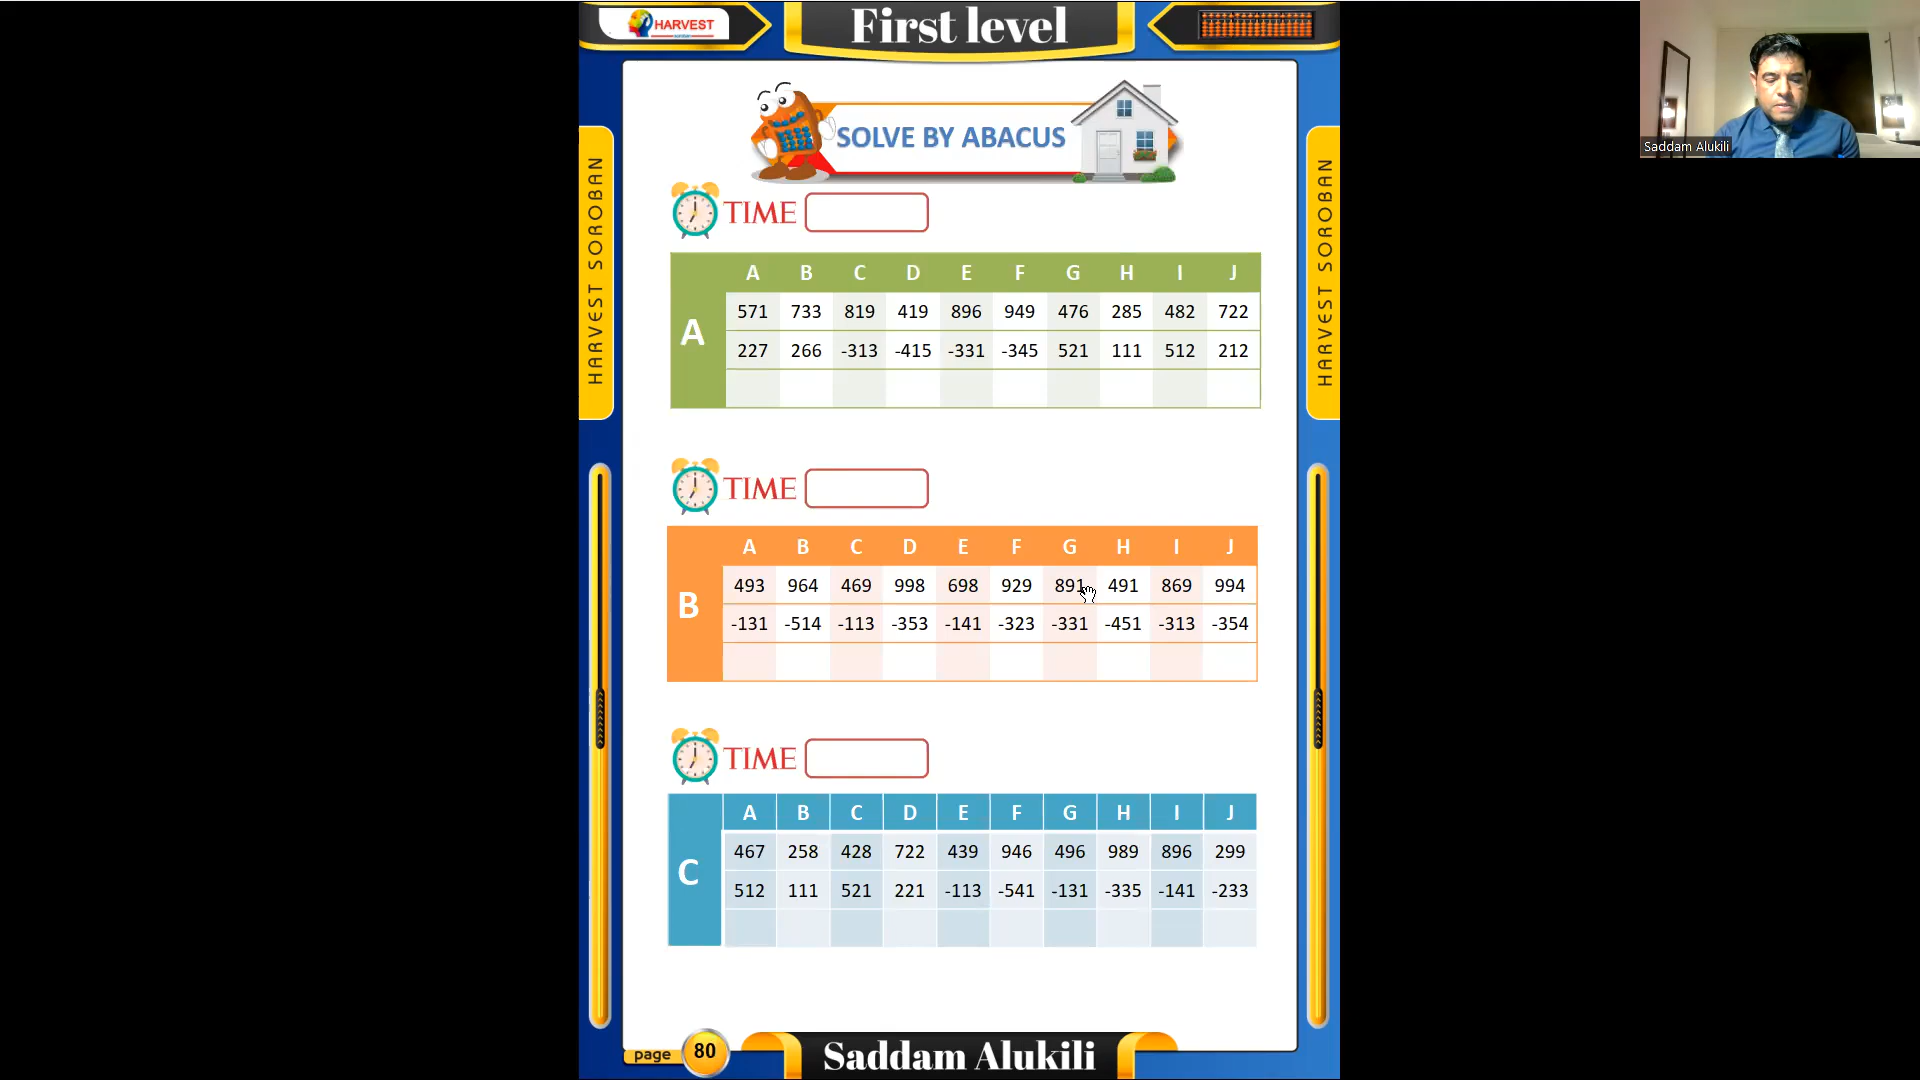 HARVEST
First level
Saddam Alukili
SOLVE BY ABACUS
HARVEST SOROBAN
HARVEST SOROBAN
TIME
A B C D E F G H I J
A
571 733 819 419 896 949 476 285 482 722
227 266 -313 -415 -331 -345 521 111 512 212
TIME
A B C D E F G H I J
B
493 964 469 998 698 929 891 491 869 994
-131 -514 -113 -353 -141 -323 -331 -451 -313 -354
TIME
A B C D E F G H I J
C
467 258 428 722 439 946 496 989 896 299
512 111 521 221 -113 -541 -131 -335 -141 -233
page 80
Saddam Alukili